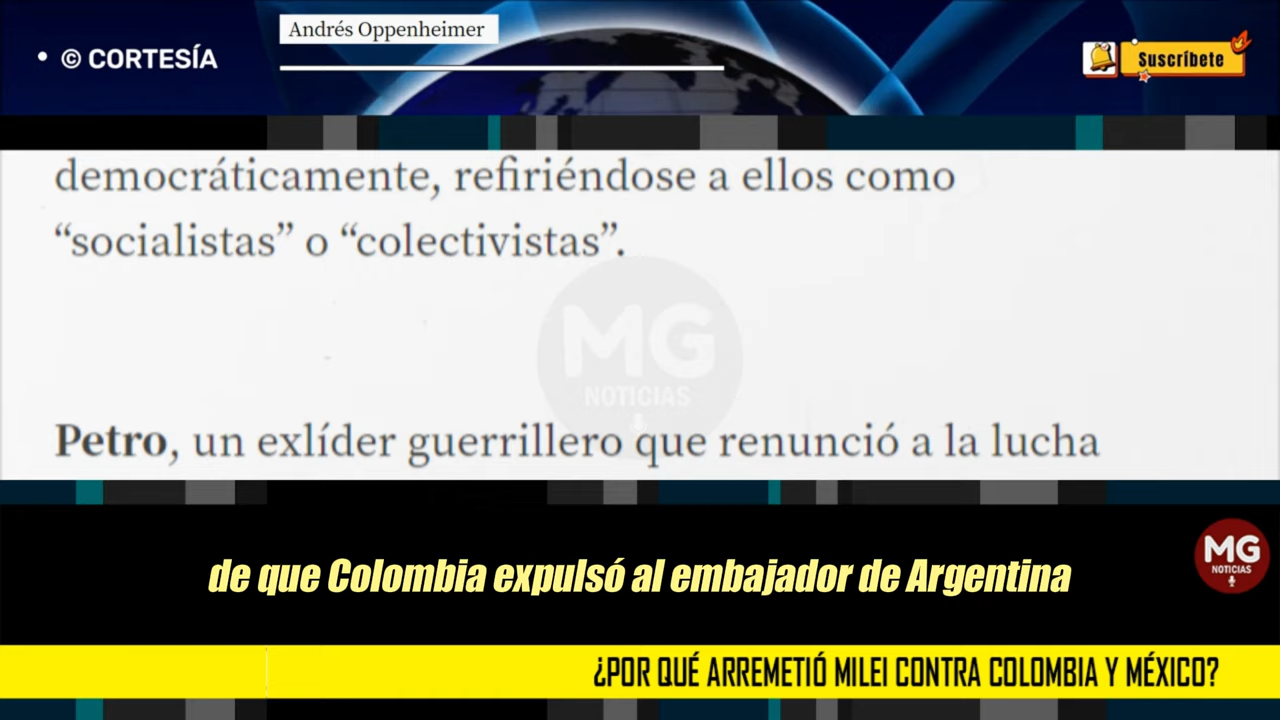 Andrés Oppenheimer
• © CORTESÍA
Suscríbete
democráticamente, refiriéndose a ellos como
“socialistas” o “colectivistas”.
MG
NOTICIAS
Petro, un exlíder guerrillero que renunció a la lucha
de que Colombia expulsó al embajador de Argentina
MG
NOTICIAS
¿POR QUÉ ARREMETIÓ MILEI CONTRA COLOMBIA Y MÉXICO?